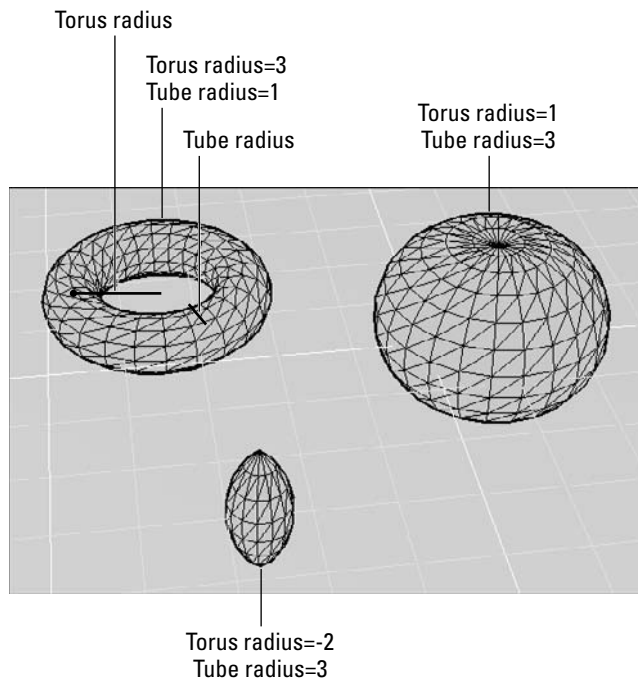 Torus radius
Torus radius=3
Tube radius=1
Tube radius
Torus radius=1
Tube radius=3
Torus radius=-2
Tube radius=3